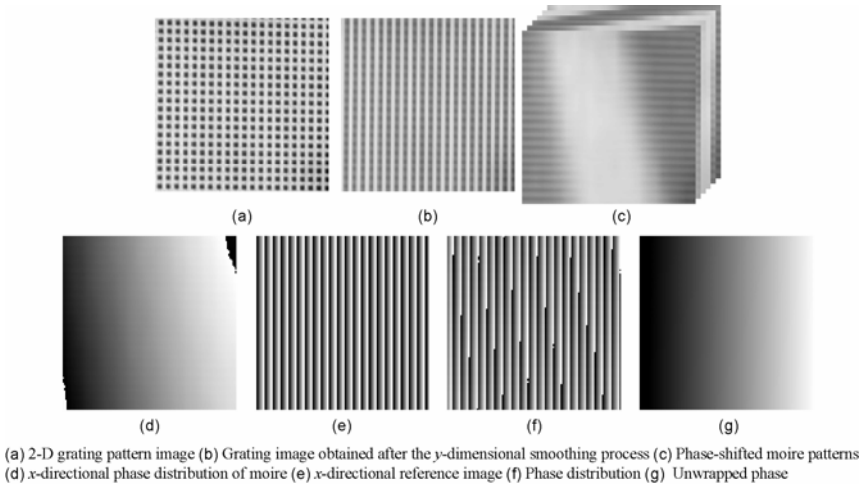 (a)
(b)
(c)
(d)
(e)
(f)
(g)
(a) 2-D grating pattern image (b) Grating image obtained after the y-dimensional smoothing process (c) Phase-shifted moire patterns
(d) x-directional phase distribution of moire (e) x-directional reference image (f) Phase distribution (g) Unwrapped phase